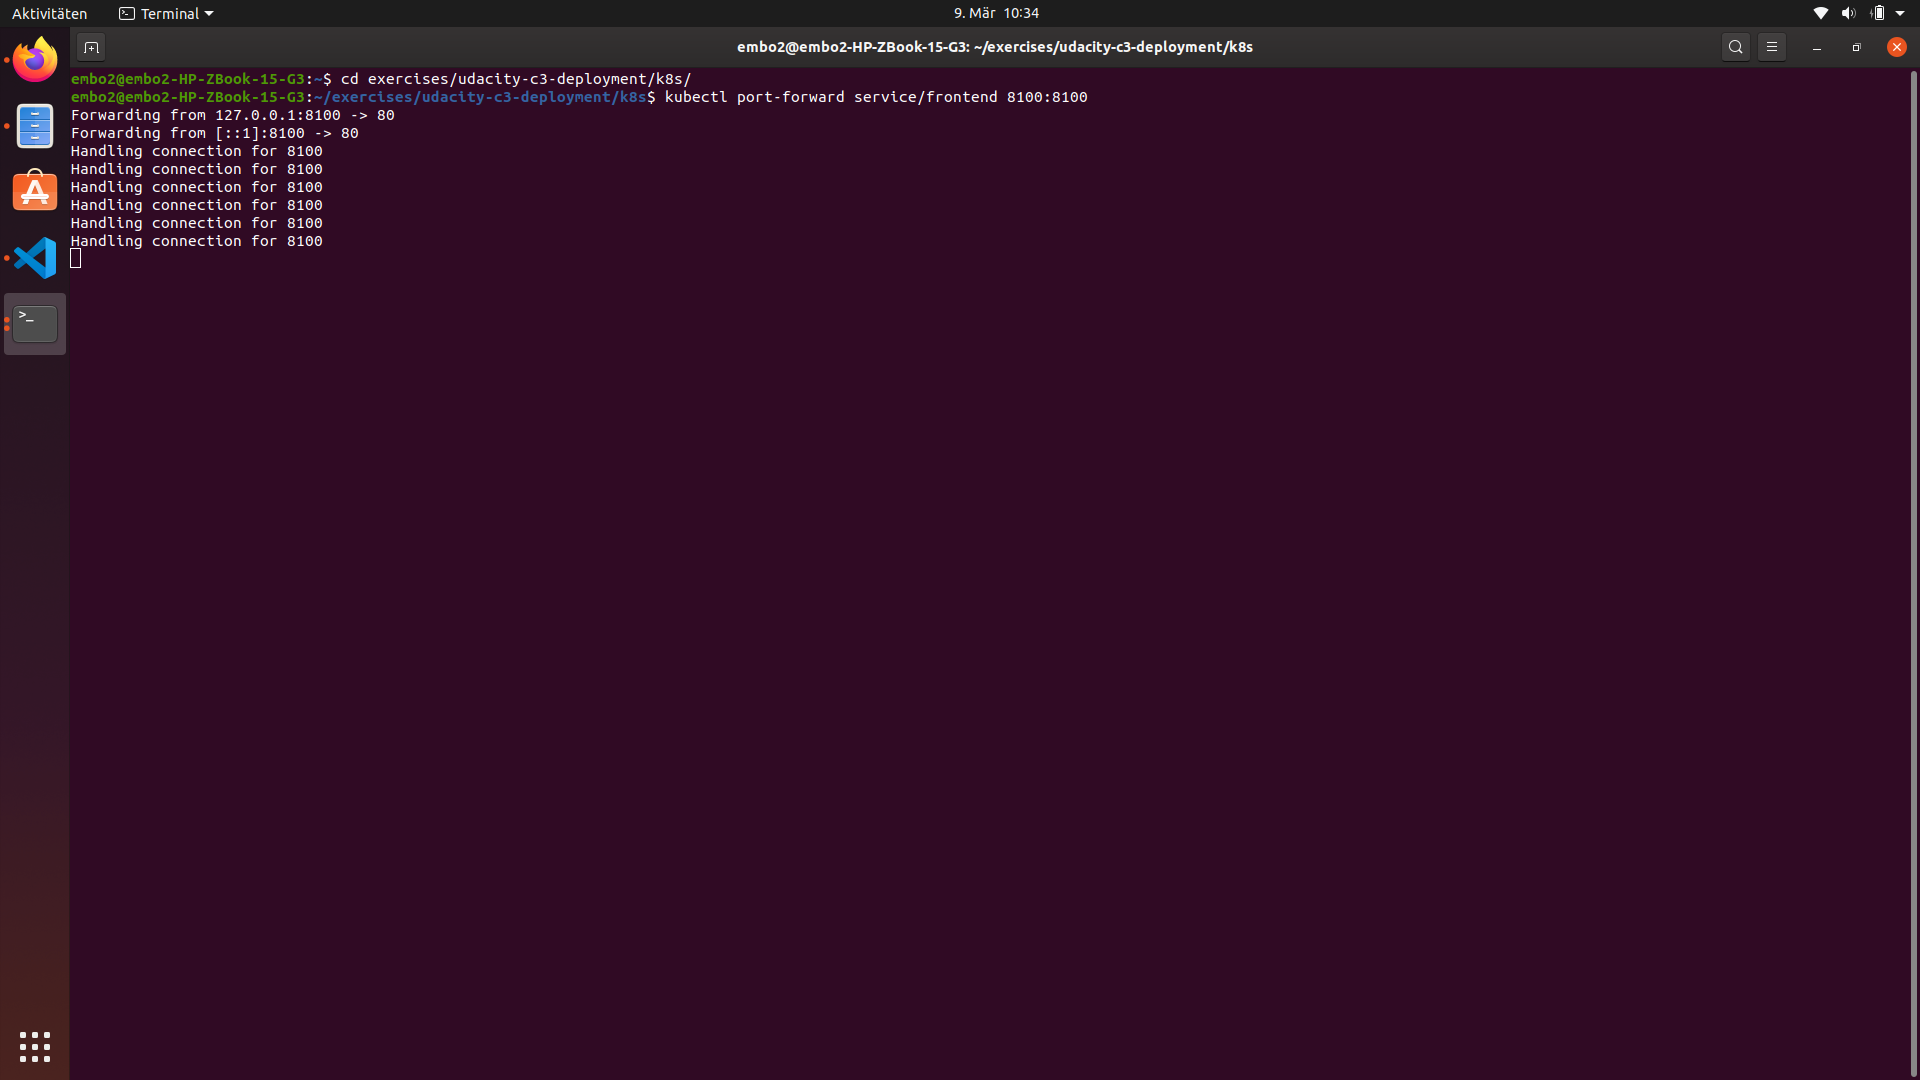 Aktivitäten
Terminal
9. Mär 10:34
embo2@embo2-HP-ZBook-15-G3: ~/exercises/udacity-c3-deployment/k8s
embo2@embo2-HP-ZBook-15-G3:~$ cd exercises/udacity-c3-deployment/k8s/
embo2@embo2-HP-ZBook-15-G3:~/exercises/udacity-c3-deployment/k8s$ kubectl port-forward service/frontend 8100:8100
Forwarding from 127.0.0.1:8100 -> 80
Forwarding from [::1]:8100 -> 80
Handling connection for 8100
Handling connection for 8100
Handling connection for 8100
Handling connection for 8100
Handling connection for 8100
Handling connection for 8100